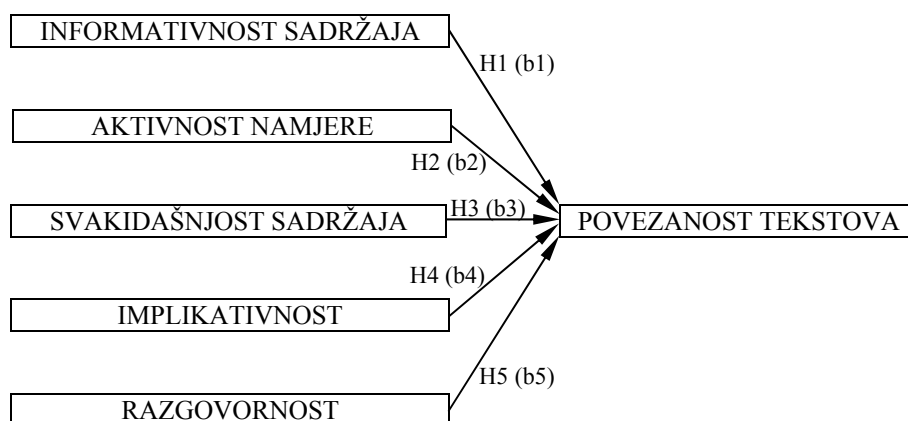 INFORMATIVNOST SADRŽAJA
H1 (b1)
AKTIVNOST NAMJERE
H2 (b2)
SVAKIDAŠNJOST SADRŽAJA
H3 (b3)
POVEZANOST TEKSTOVA
H4 (b4)
IMPLIKATIVNOST
H5 (b5)
RAZGOVORNOST